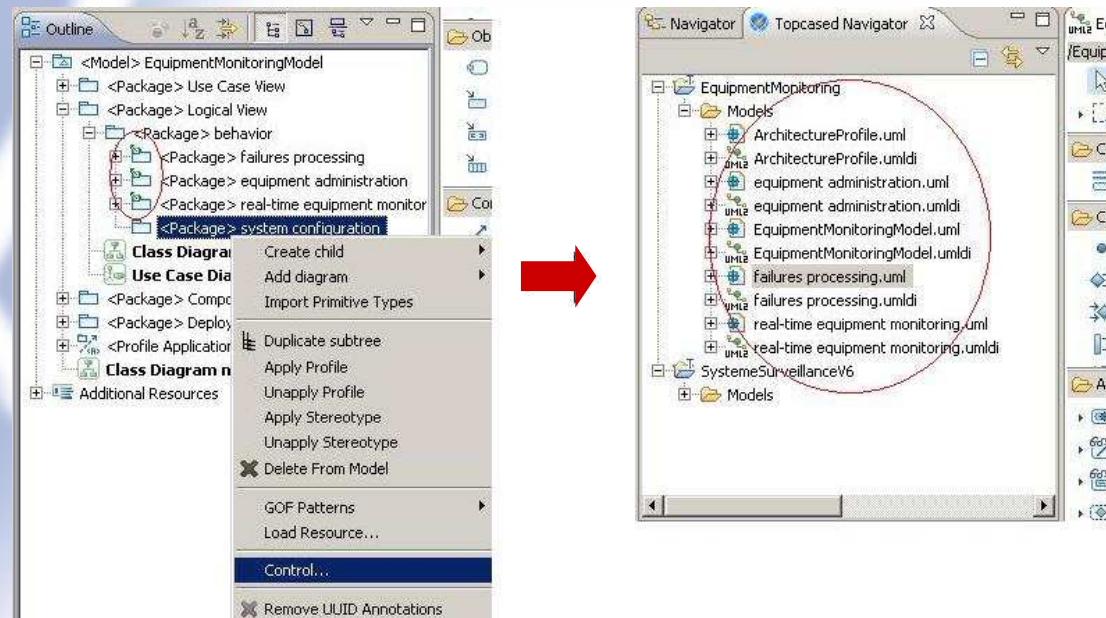 Outline
<Model> EquipmentMonitoringModel
<Package> Use Case View
<Package> Logical View
<Package> behavior
<Package> failures processing
<Package> equipment administration
<Package> real-time equipment monitor
<Package> system configuration
Class Diagra
Use Case Dia
<Package> Compo
<Package> Deploy
<Profile Application
Class Diagram n
Additional Resources
Create child
Add diagram
Import Primitive Types
Duplicate subtree
Apply Profile
Unapply Profile
Apply Stereotype
Unapply Stereotype
Delete From Model
GOF Patterns
Load Resource...
Control...
Remove UUID Annotations
Ob
Co
Navigator
Topcased Navigator
EquipmentMonitoring
Models
ArchitectureProfile.uml
ArchitectureProfile.umldi
equipment administration.uml
equipment administration.umldi
EquipmentMonitoringModel.uml
EquipmentMonitoringModel.umldi
failures processing.uml
failures processing.umldi
real-time equipment monitoring.uml
real-time equipment monitoring.umldi
SystemeSurveillanceV6
Models
/Equip
C
C
A